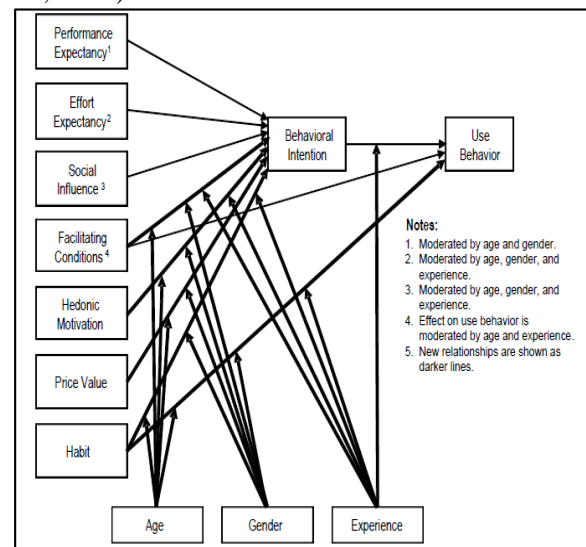 Performance
Expectancy¹
Effort
Expectancy²
Social
Influence ³
Facilitating
Conditions ⁴
Hedonic
Motivation
Price Value
Habit
Behavioral
Intention
Use
Behavior
Notes:
1. Moderated by age and gender.
2. Moderated by age, gender, and
experience.
3. Moderated by age, gender, and
experience.
4. Effect on use behavior is
moderated by age and experience.
5. New relationships are shown as
darker lines.
Age
Gender
Experience